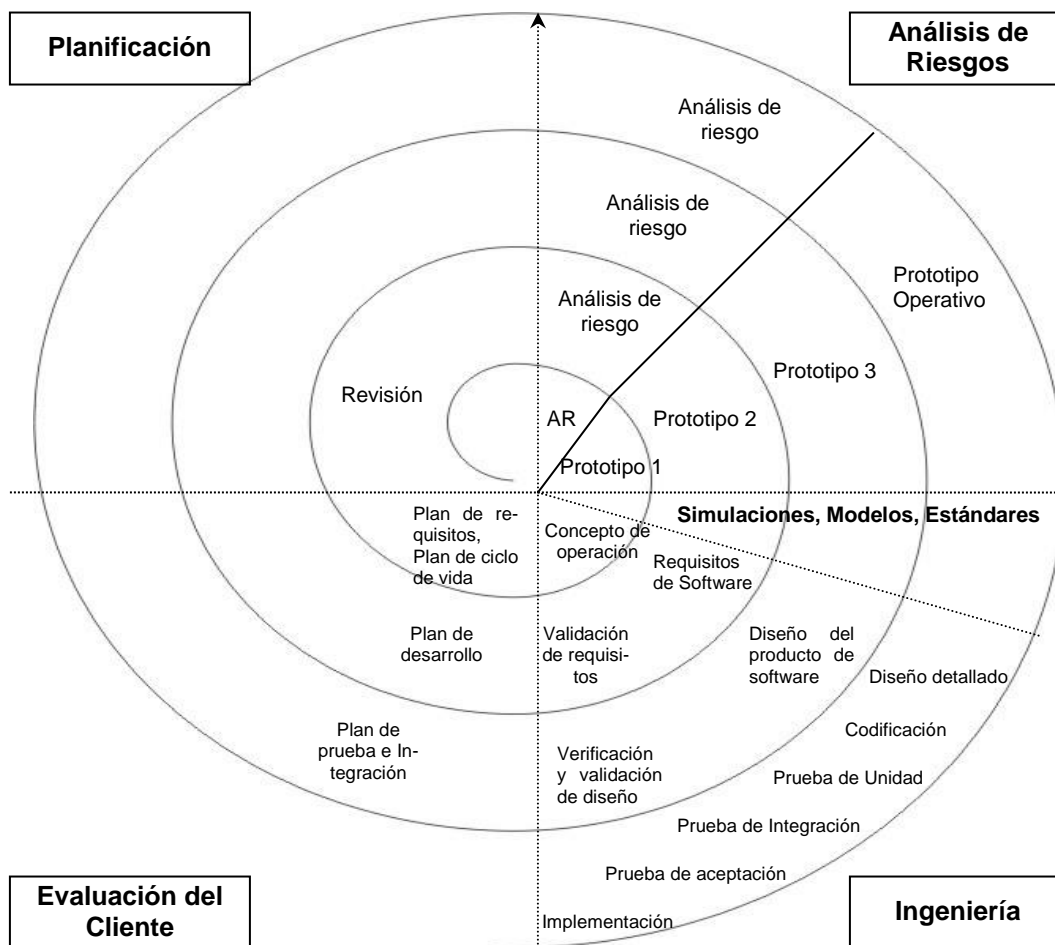 Planificación
Análisis de
Riesgos
Análisis de
riesgo
Análisis de
riesgo
Prototipo
Operativo
Análisis de
riesgo
Prototipo 3
Revisión
AR
Prototipo 2
Prototipo 1
Simulaciones, Modelos, Estándares
Plan de re-
quisitos,
Plan de ciclo
de vida
Concepto de
operación
Requisitos
de Software
Plan de
desarrollo
Validación
de requisi-
tos
Diseño del
producto de
software
Diseño detallado
Plan de
prueba e In-
tegración
Verificación
y validación
de diseño
Codificación
Prueba de Unidad
Prueba de Integración
Prueba de aceptación
Implementación
Evaluación del
Cliente
Ingeniería